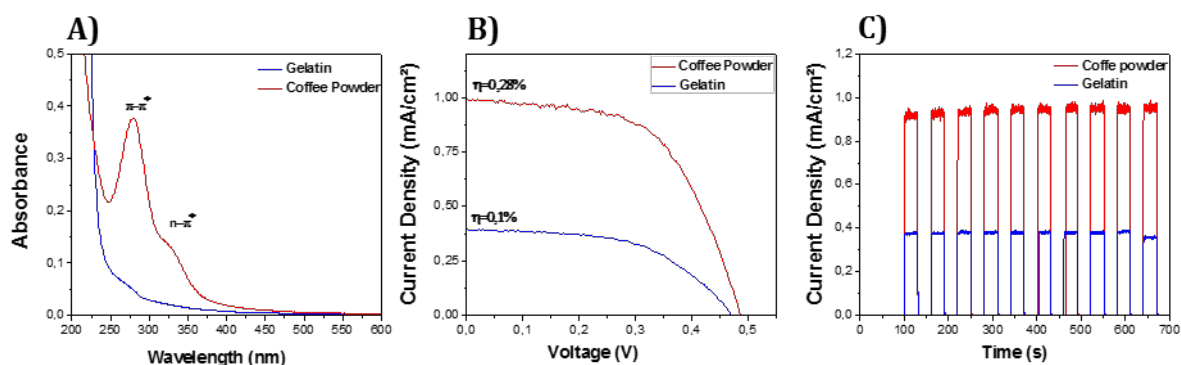 A)
0,5
0,4
0,3
0,2
0,1
0,0
Absorbance
Gelatin
Coffee Powder
π–π*
n–π*
200 250 300 350 400 450 500 550 600
Wavelength (nm)
B)
1,00
0,75
0,50
0,25
0,00
Current Density (mA/cm²)
Coffee Powder
Gelatin
η=0,28%
η=0,1%
0,0 0,1 0,2 0,3 0,4 0,5
Voltage (V)
C)
1,2
1,0
0,8
0,6
0,4
0,2
0,0
Current Density (mA/cm²)
Coffe powder
Gelatin
0 100 200 300 400 500 600 700
Time (s)